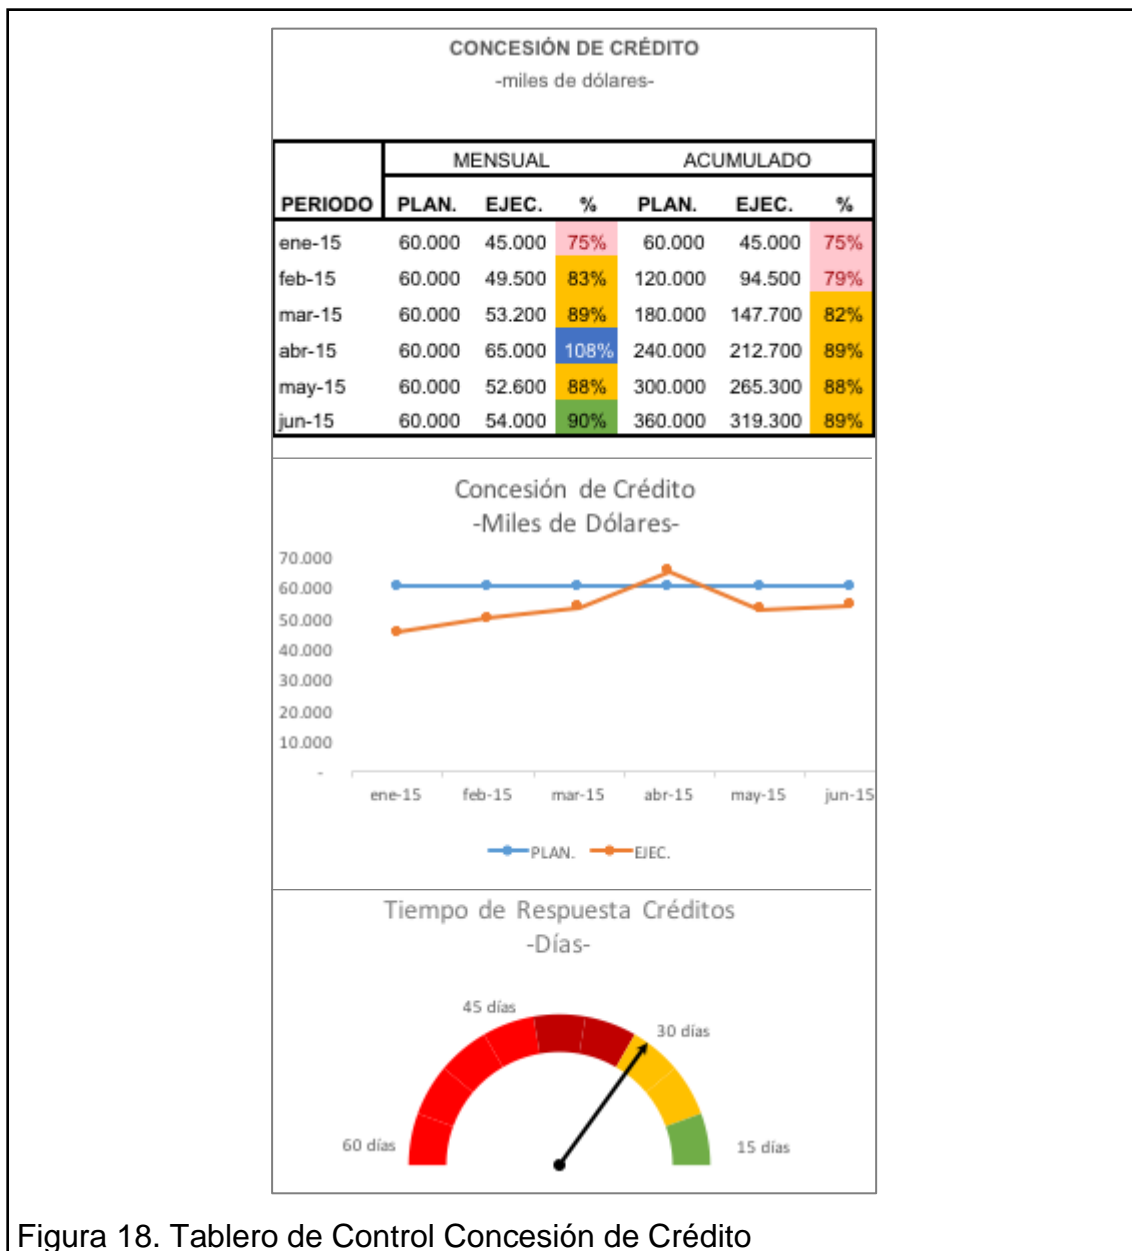 CONCESIÓN DE CRÉDITO
-miles de dólares-
MENSUAL ACUMULADO
PERIODO PLAN. EJEC. % PLAN. EJEC. %
ene-15 60.000 45.000 75% 60.000 45.000 75%
feb-15 60.000 49.500 83% 120.000 94.500 79%
mar-15 60.000 53.200 89% 180.000 147.700 82%
abr-15 60.000 65.000 108% 240.000 212.700 89%
may-15 60.000 52.600 88% 300.000 265.300 88%
jun-15 60.000 54.000 90% 360.000 319.300 89%
Concesión de Crédito
-Miles de Dólares-
70.000
60.000
50.000
40.000
30.000
20.000
10.000
-
ene-15 feb-15 mar-15 abr-15 may-15 jun-15
PLAN. EJEC.
Tiempo de Respuesta Créditos
-Días-
45 días
30 días
60 días
15 días
Figura 18. Tablero de Control Concesión de Crédito